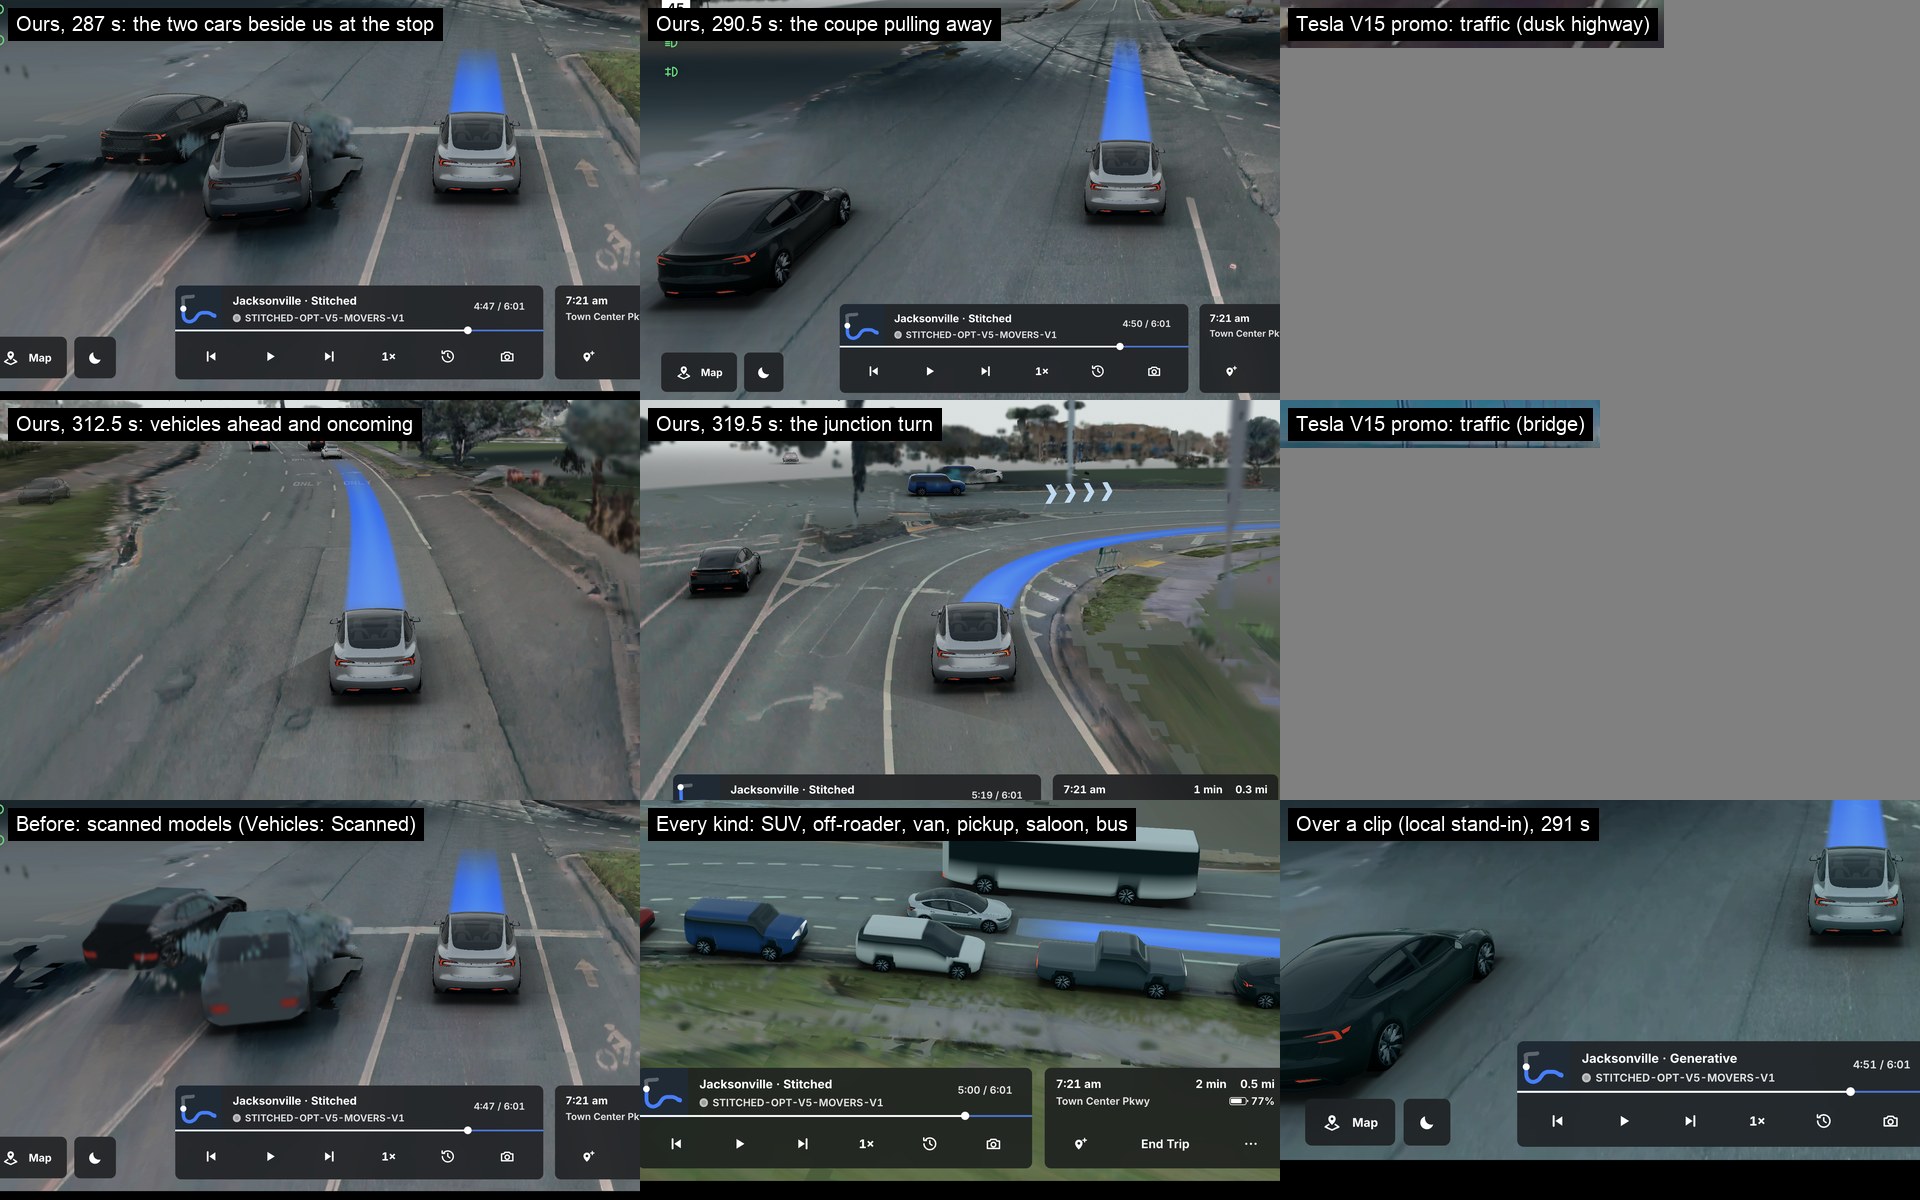 Ours, 287 s: the two cars beside us at the stop
Jacksonville · Stitched
4:47 / 6:01
STITCHED-OPT-V5-MOVERS-V1
Map
1×
7:21 am
Town Center Pk
45
Ours, 290.5 s: the coupe pulling away
Jacksonville · Stitched
4:50 / 6:01
STITCHED-OPT-V5-MOVERS-V1
Map
1×
7:21 am
Town Center Pk
Tesla V15 promo: traffic (dusk highway)
Ours, 312.5 s: vehicles ahead and oncoming
ONLY
Ours, 319.5 s: the junction turn
Jacksonville · Stitched
5:19 / 6:01
7:21 am
1 min 0.3 mi
Tesla V15 promo: traffic (bridge)
Before: scanned models (Vehicles: Scanned)
Jacksonville · Stitched
4:47 / 6:01
STITCHED-OPT-V5-MOVERS-V1
Map
1×
7:21 am
Town Center Pk
Every kind: SUV, off-roader, van, pickup, saloon, bus
Jacksonville · Stitched
5:00 / 6:01
STITCHED-OPT-V5-MOVERS-V1
1×
7:21 am
2 min 0.5 mi
Town Center Pkwy
77%
End Trip
Over a clip (local stand-in), 291 s
Jacksonville · Generative
4:51 / 6:01
STITCHED-OPT-V5-MOVERS-V1
Map
1×